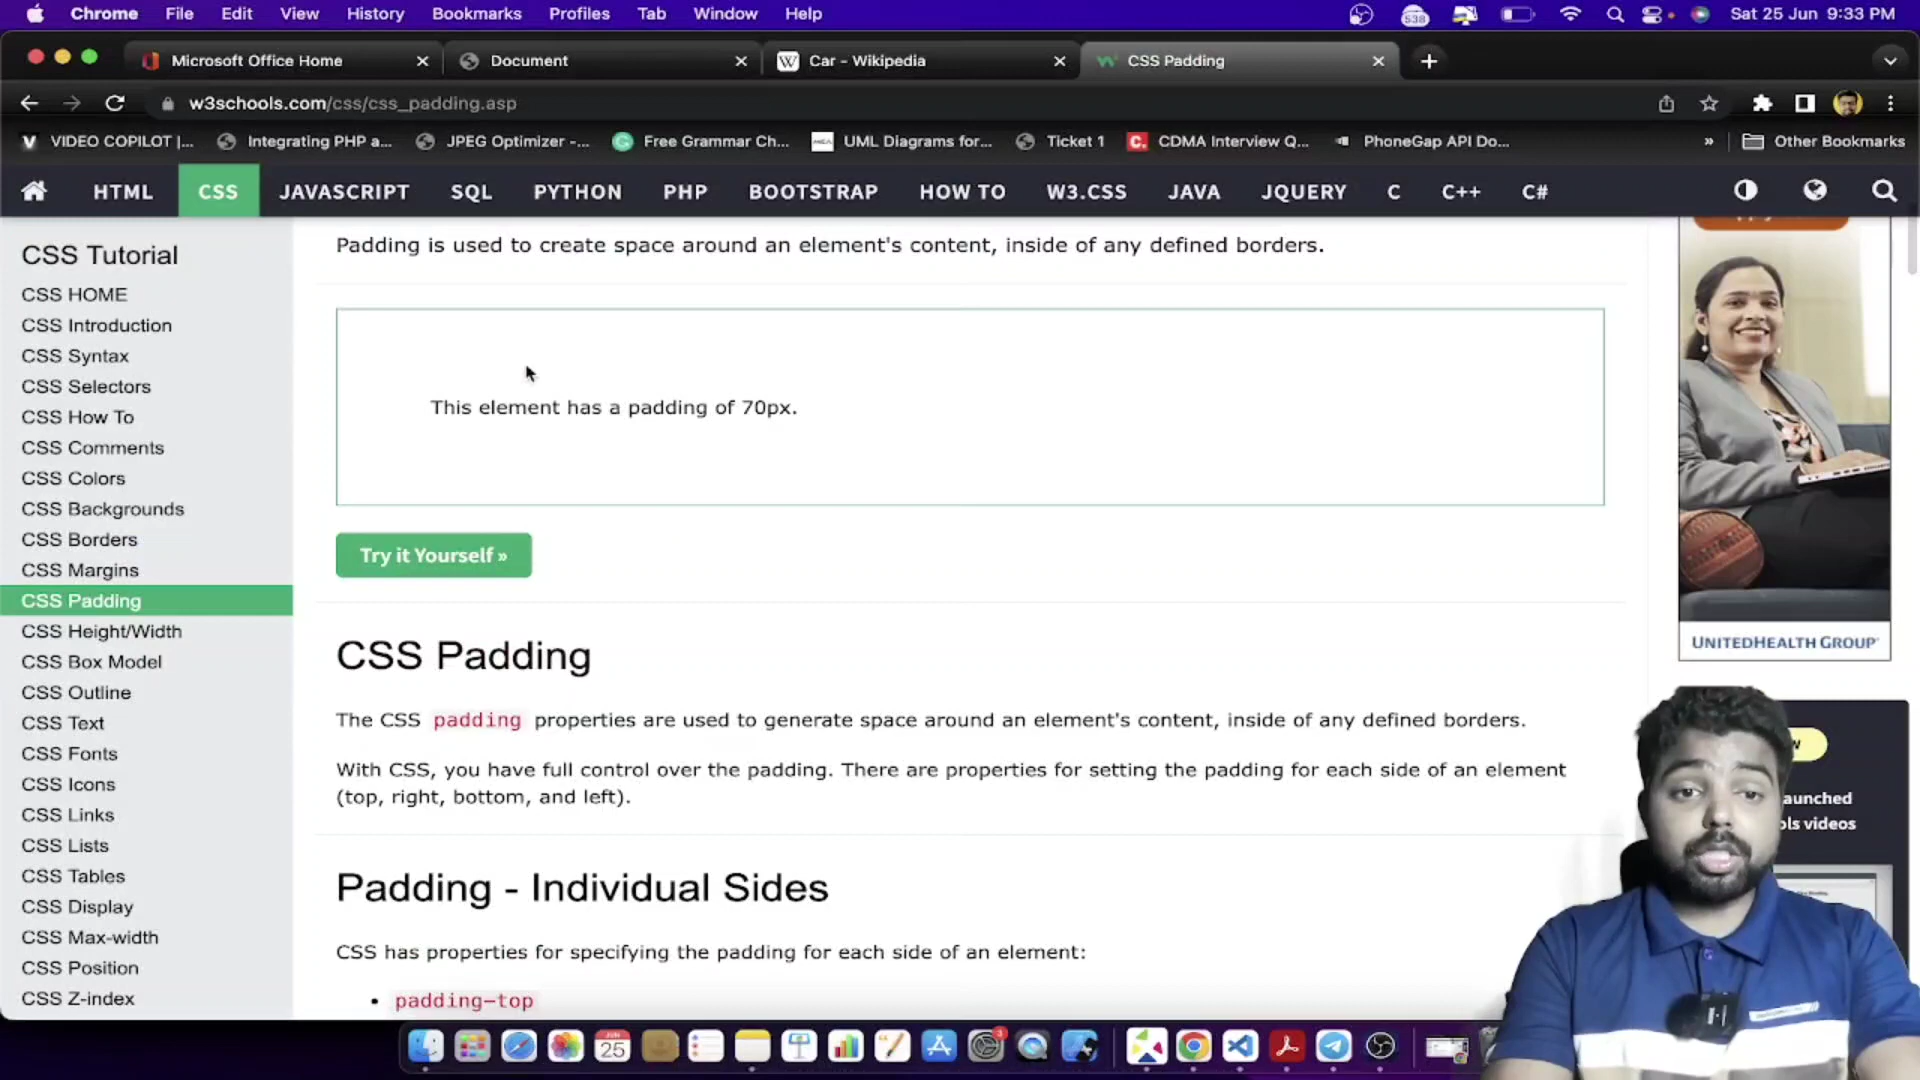 Chrome File Edit View History Bookmarks Profiles Tab Window Help 538 Sat 25 Jun 9:33 PM
Microsoft Office Home Document W Car - Wikipedia CSS Padding
w3schools.com/css/css_padding.asp
VIDEO COPILOT |... Integrating PHP a... JPEG Optimizer -... Free Grammar Ch... UML Diagrams for... Ticket 1 C. CDMA Interview Q... PhoneGap API Do... » Other Bookmarks
HTML CSS JAVASCRIPT SQL PYTHON PHP BOOTSTRAP HOW TO W3.CSS JAVA JQUERY C C++ C#
CSS Tutorial
CSS HOME
CSS Introduction
CSS Syntax
CSS Selectors
CSS How To
CSS Comments
CSS Colors
CSS Backgrounds
CSS Borders
CSS Margins
CSS Padding
CSS Height/Width
CSS Box Model
CSS Outline
CSS Text
CSS Fonts
CSS Icons
CSS Links
CSS Lists
CSS Tables
CSS Display
CSS Max-width
CSS Position
CSS Z-index
Padding is used to create space around an element's content, inside of any defined borders.
This element has a padding of 70px.
Try it Yourself »
CSS Padding
The CSS padding properties are used to generate space around an element's content, inside of any defined borders.
With CSS, you have full control over the padding. There are properties for setting the padding for each side of an element
(top, right, bottom, and left).
Padding - Individual Sides
CSS has properties for specifying the padding for each side of an element:
• padding-top
UNITEDHEALTH GROUP
w
aunched
ols videos
JUN
25
3